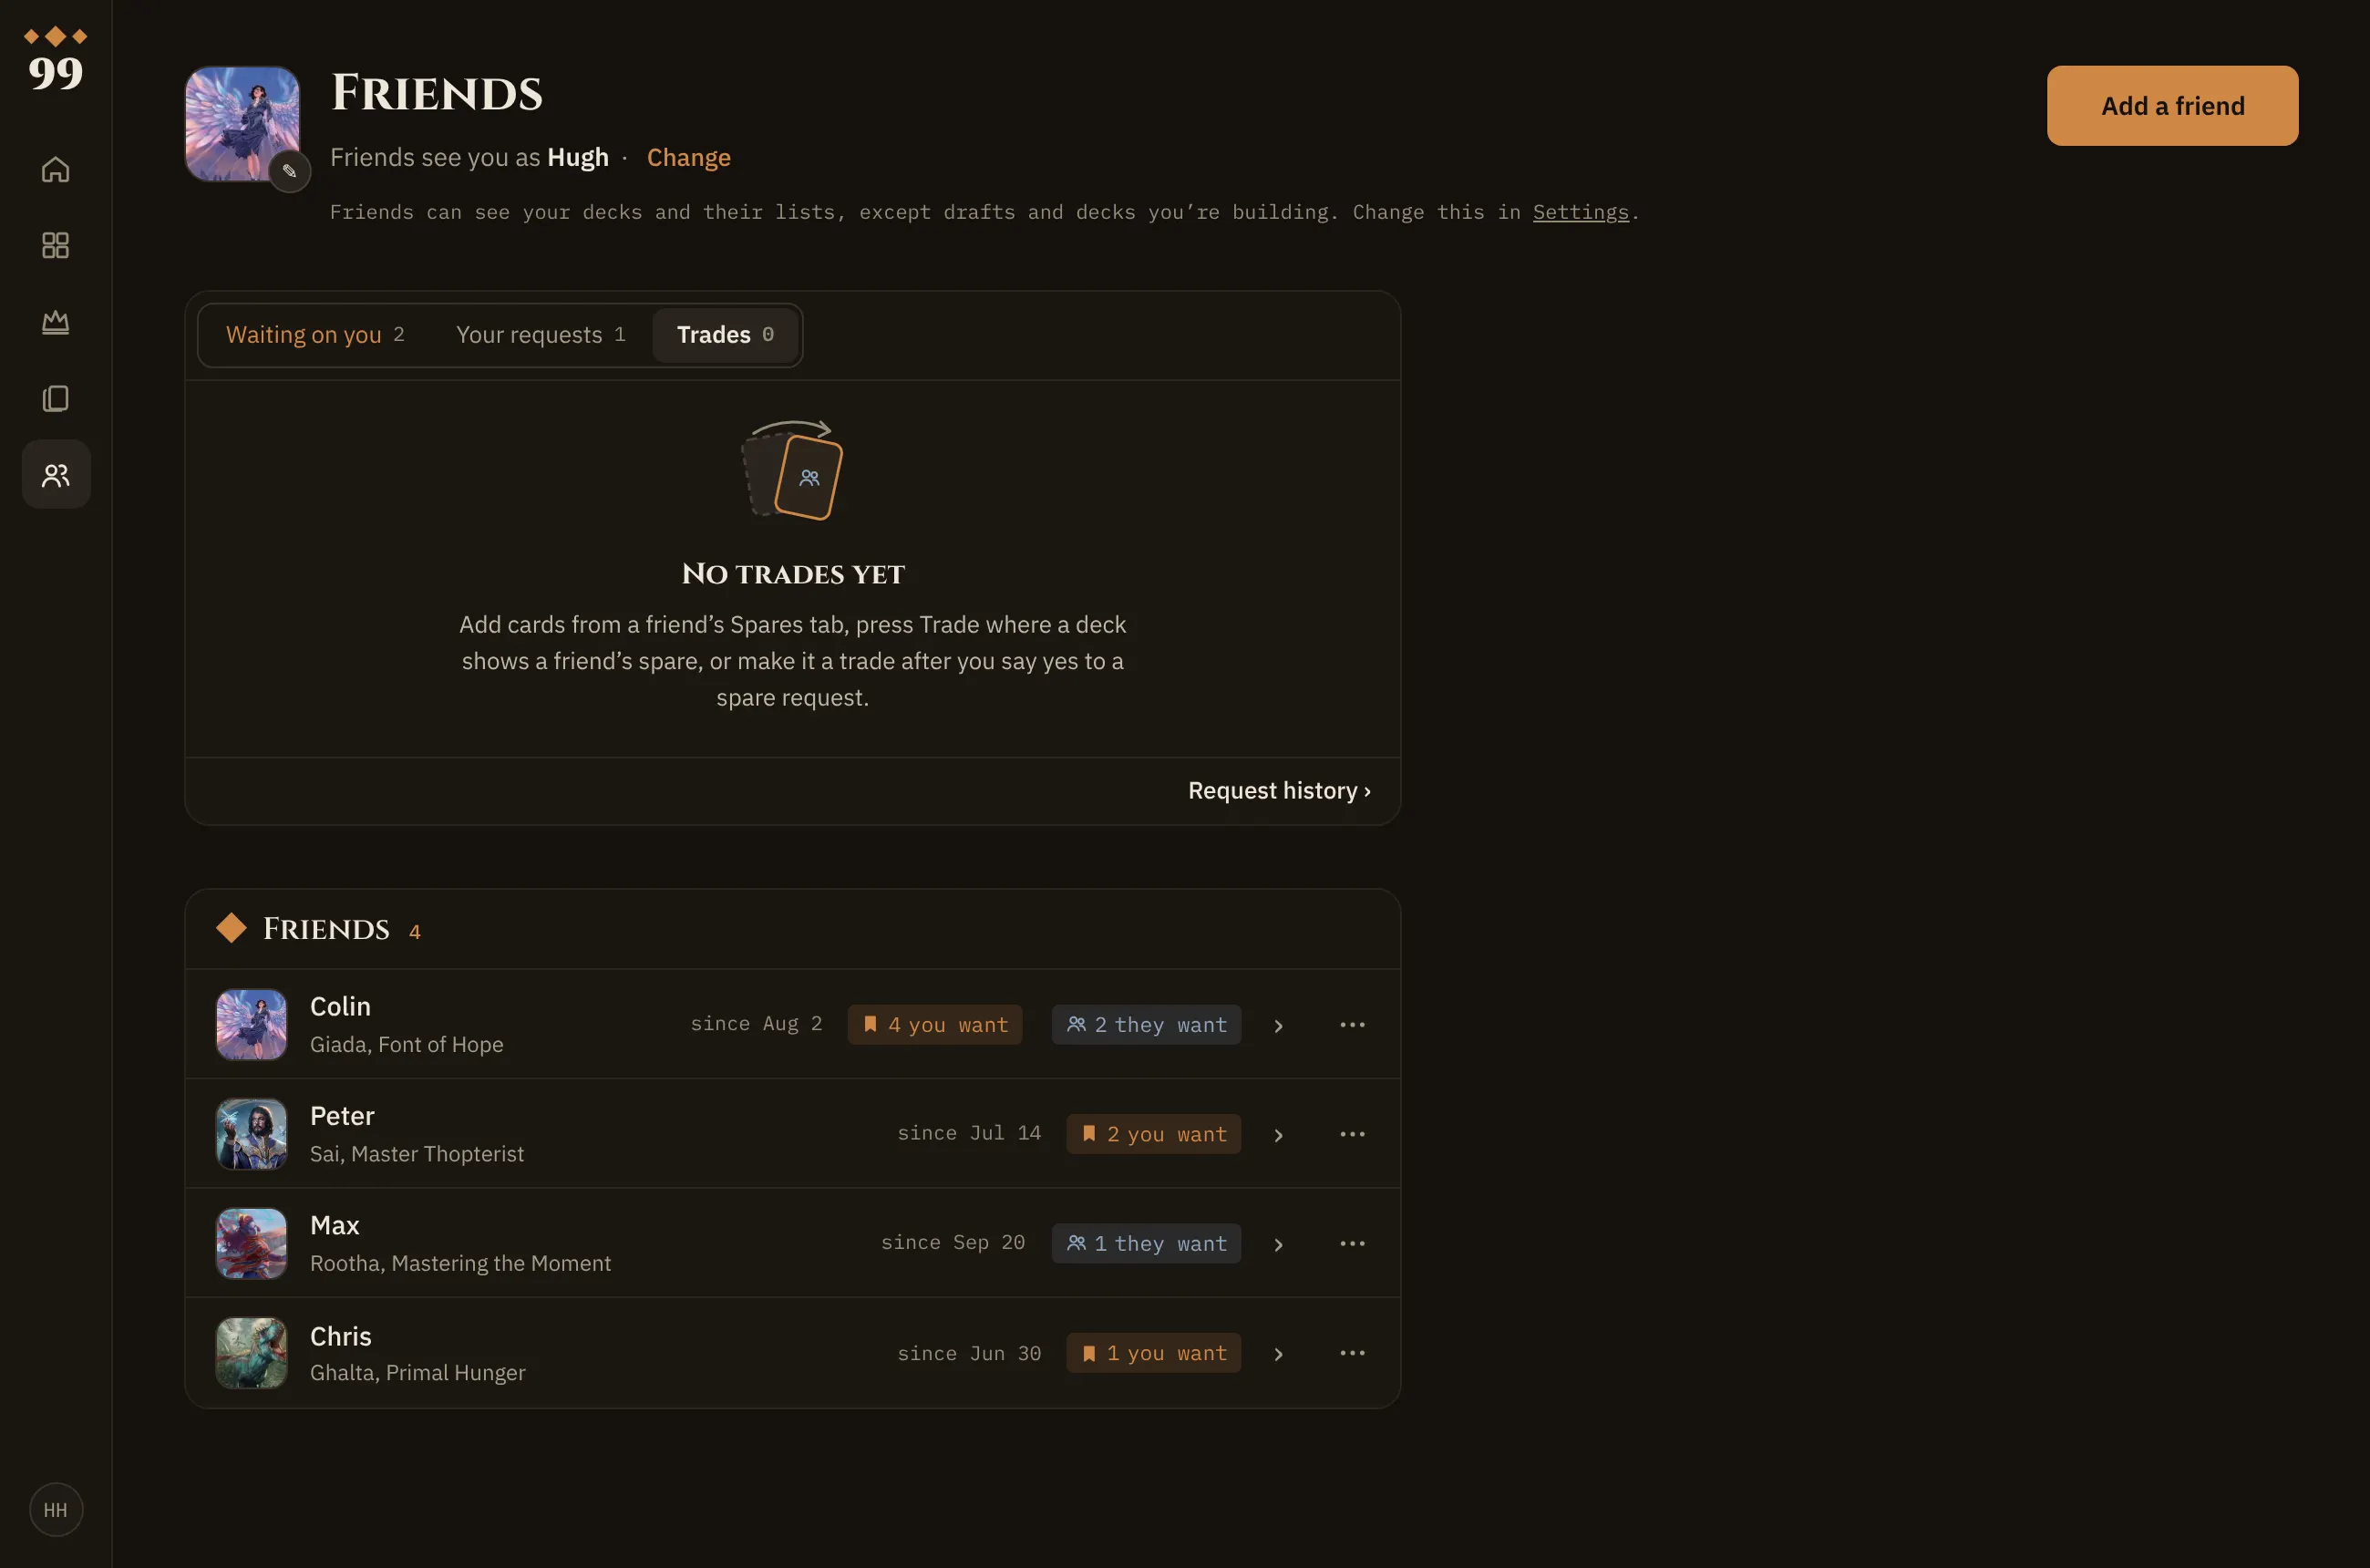 99
Friends
Add a friend
Friends see you as Hugh · Change
Friends can see your decks and their lists, except drafts and decks you’re building. Change this in Settings.
Waiting on you 2 Your requests 1 Trades 0
No trades yet
Add cards from a friend’s Spares tab, press Trade where a deck
shows a friend’s spare, or make it a trade after you say yes to a
spare request.
Request history ›
Friends 4
Colin
Giada, Font of Hope
since Aug 2 4 you want 2 they want
Peter
Sai, Master Thopterist
since Jul 14 2 you want
Max
Rootha, Mastering the Moment
since Sep 20 1 they want
Chris
Ghalta, Primal Hunger
since Jun 30 1 you want
HH